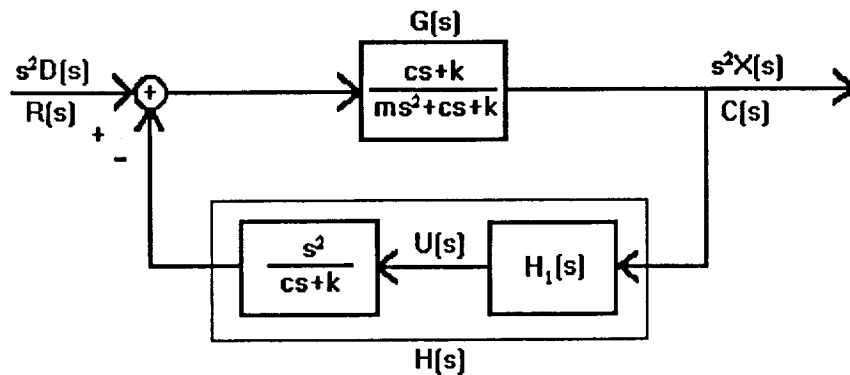 G(s)
s²D(s)
R(s)
+
+
-
cs+k
ms²+cs+k
s²X(s)
C(s)
s²
cs+k
U(s)
H₁(s)
H(s)